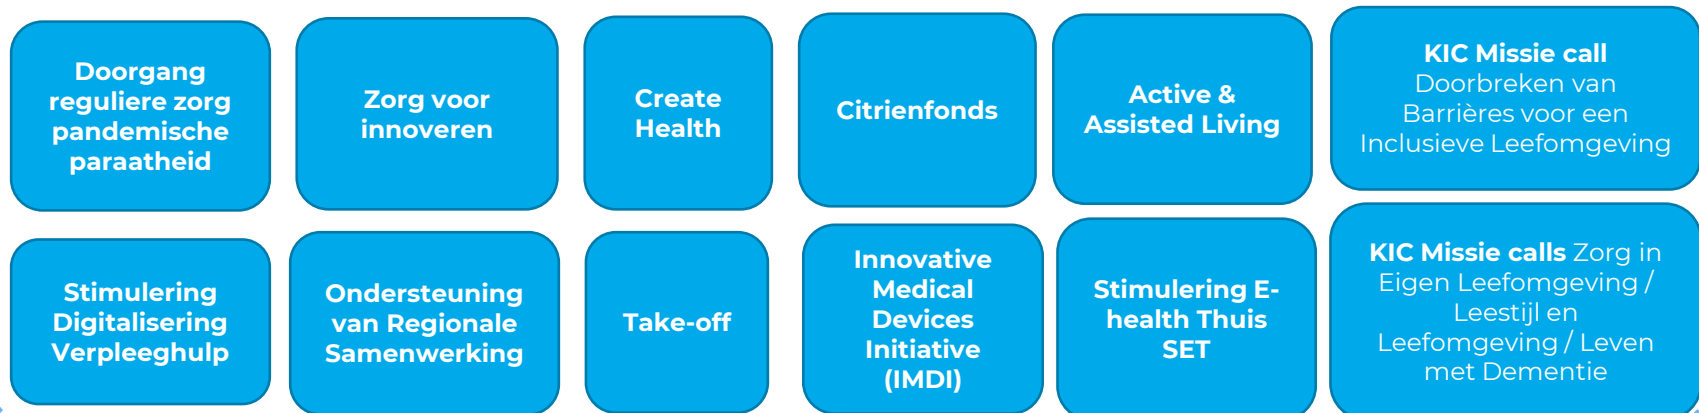 Doorgang
reguliere zorg
pandemische
paraatheid
Zorg voor
innoveren
Create
Health
Citrienfonds
Active &
Assisted Living
KIC Missie call
Doorbreken van
Barrières voor een
Inclusieve Leefomgeving
Stimulering
Digitalisering
Verpleeghulp
Ondersteuning
van Regionale
Samenwerking
Take-off
Innovative
Medical
Devices
Initiative
(IMDI)
Stimulering E-
health Thuis
SET
KIC Missie calls Zorg in
Eigen Leefomgeving /
Leestijl en
Leefomgeving / Leven
met Dementie